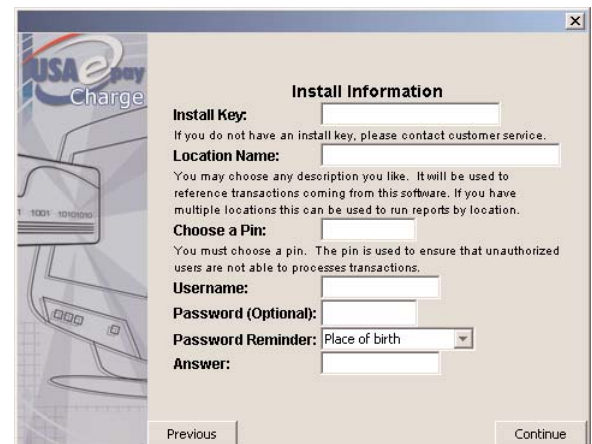 USA epay
Charge
1001 10101010
Install Information
Install Key:
If you do not have an install key, please contact customer service.
Location Name:
You may choose any description you like. It will be used to
reference transactions coming from this software. If you have
multiple locations this can be used to run reports by location.
Choose a Pin:
You must choose a pin. The pin is used to ensure that unauthorized
users are not able to processes transactions.
Username:
Password (Optional):
Password Reminder: Place of birth
Answer:
Previous Continue